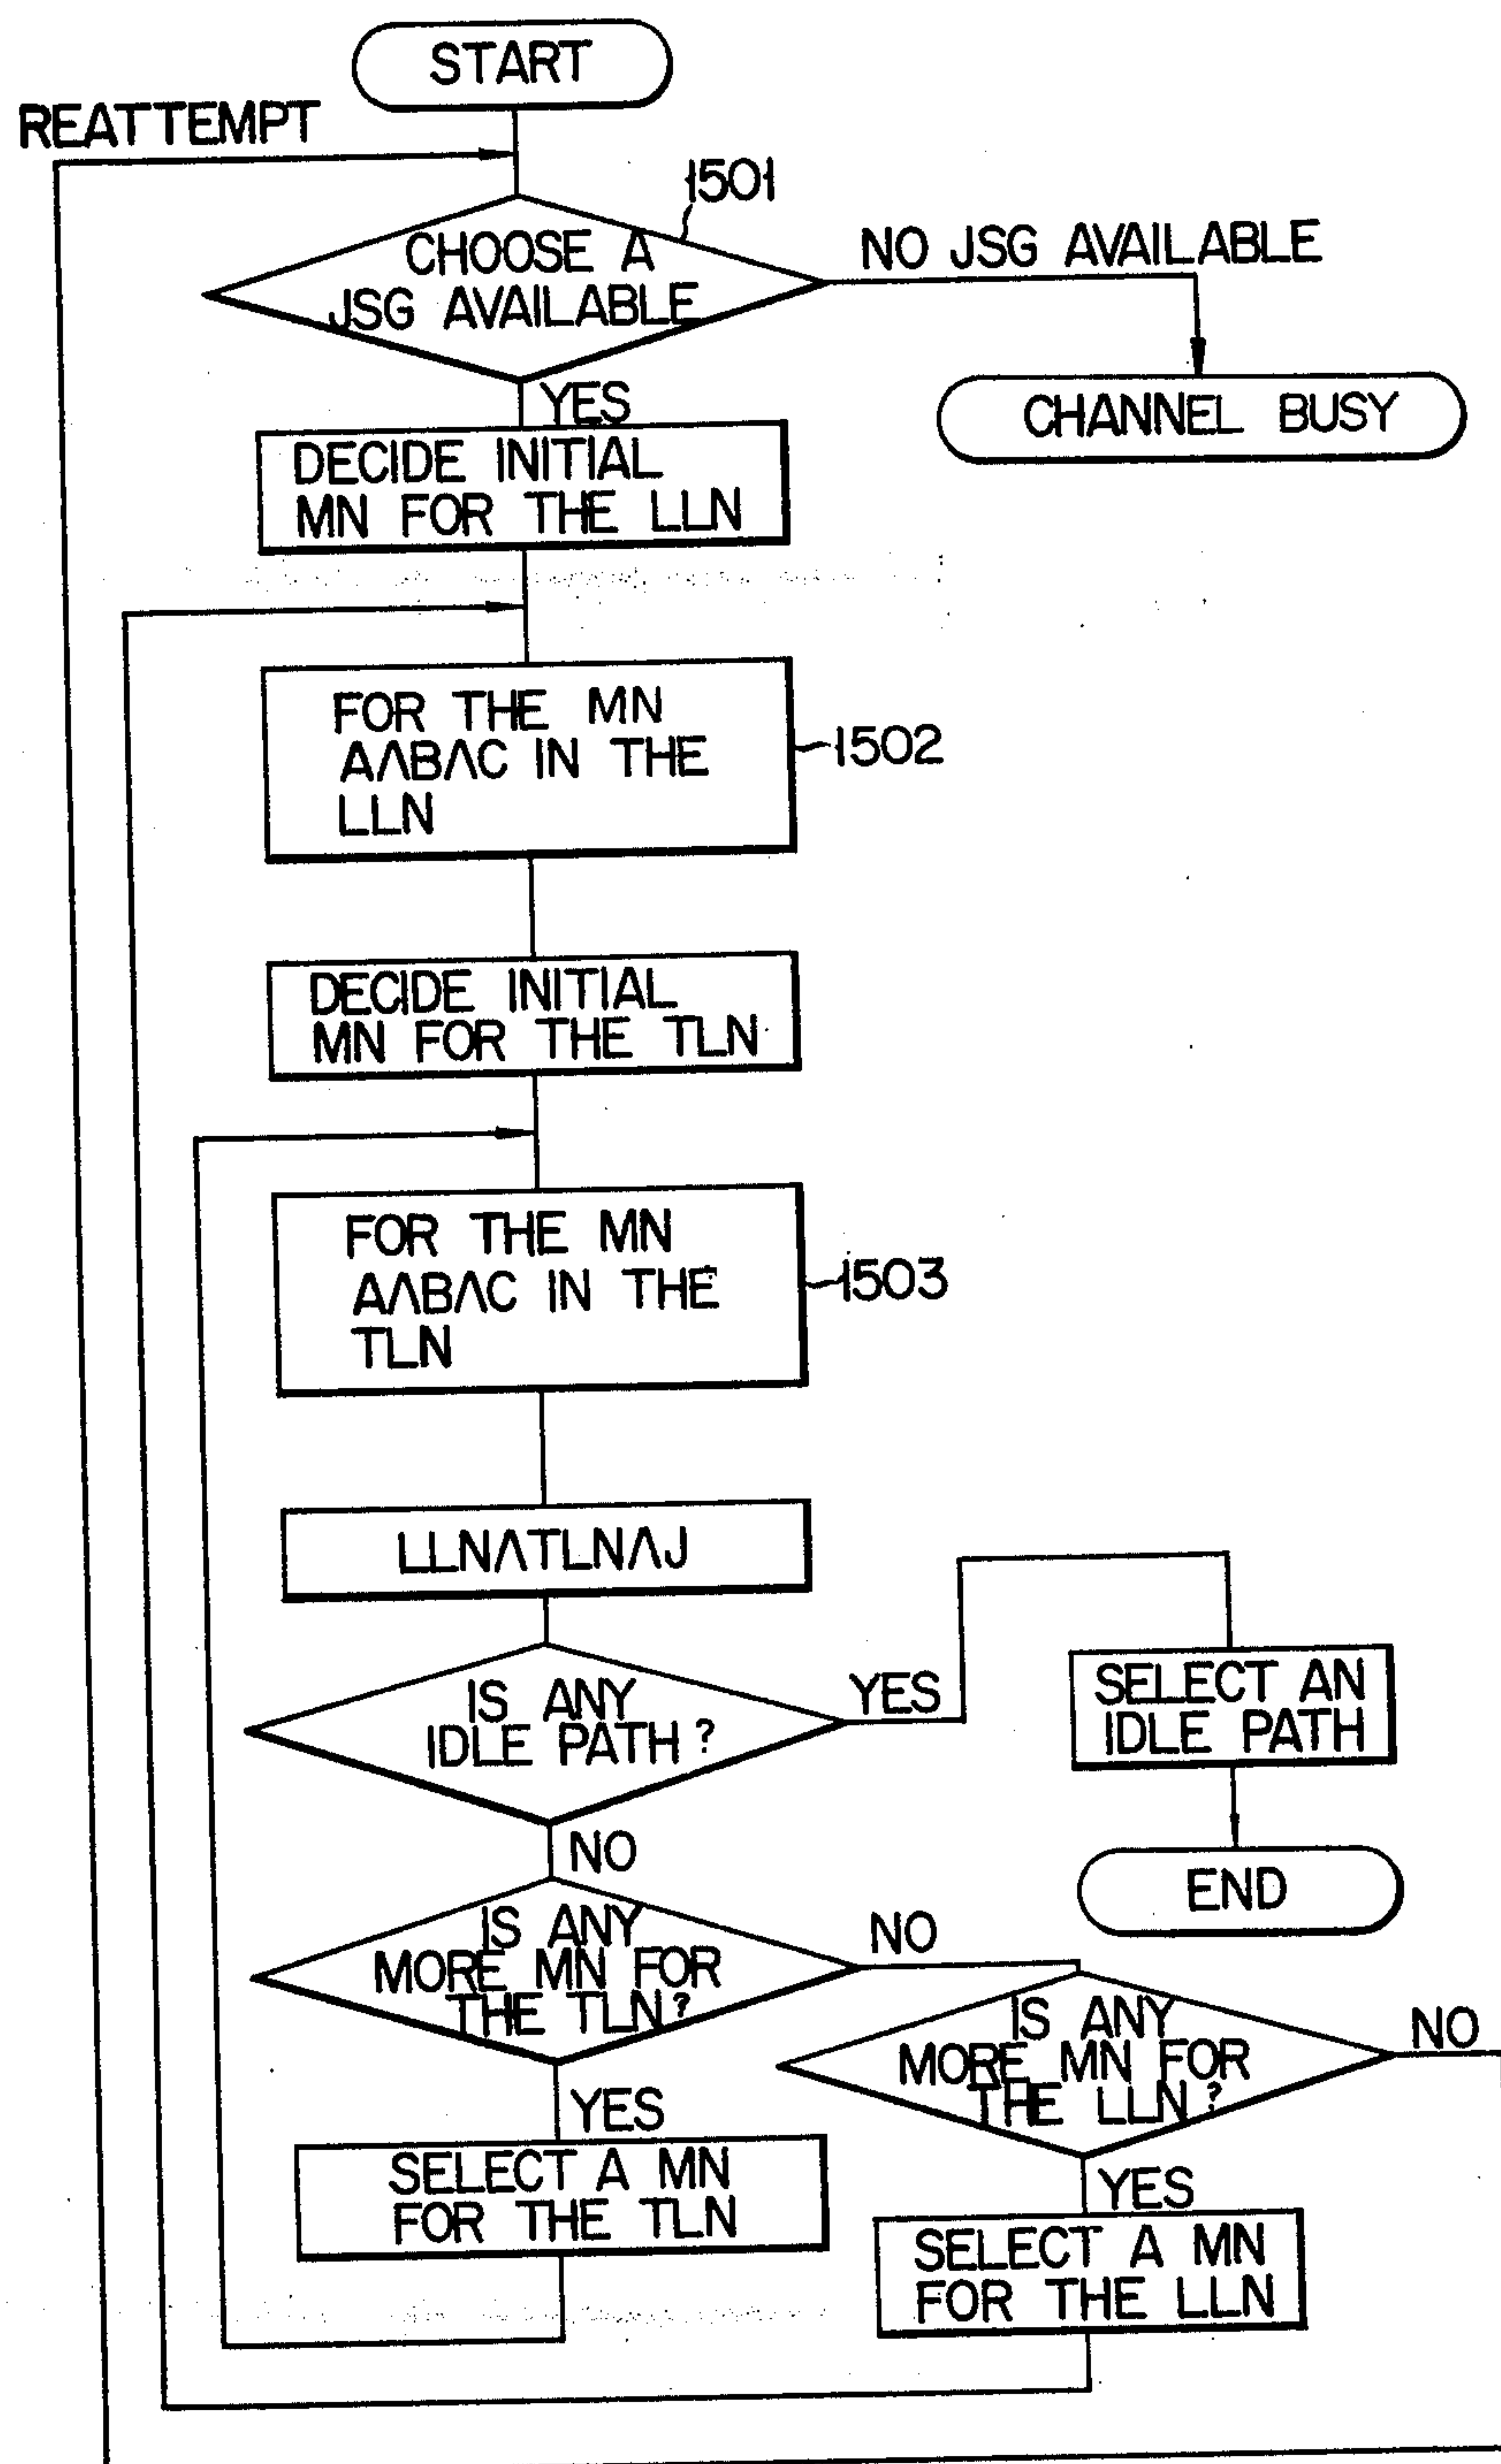 START
REATTEMPT
1501
CHOOSE A
JSG AVAILABLE
NO JSG AVAILABLE
CHANNEL BUSY
YES
DECIDE INITIAL
MN FOR THE LLN
FOR THE MN
AΛBΛC IN THE
LLN
1502
DECIDE INITIAL
MN FOR THE TLN
FOR THE MN
AΛBΛC IN THE
TLN
1503
LLNΛTLNΛJ
IS ANY
IDLE PATH?
YES
SELECT AN
IDLE PATH
END
NO
IS ANY
MORE MN FOR
THE TLN?
NO
IS ANY
MORE MN FOR
THE LLN?
NO
YES
SELECT A MN
FOR THE TLN
YES
SELECT A MN
FOR THE LLN